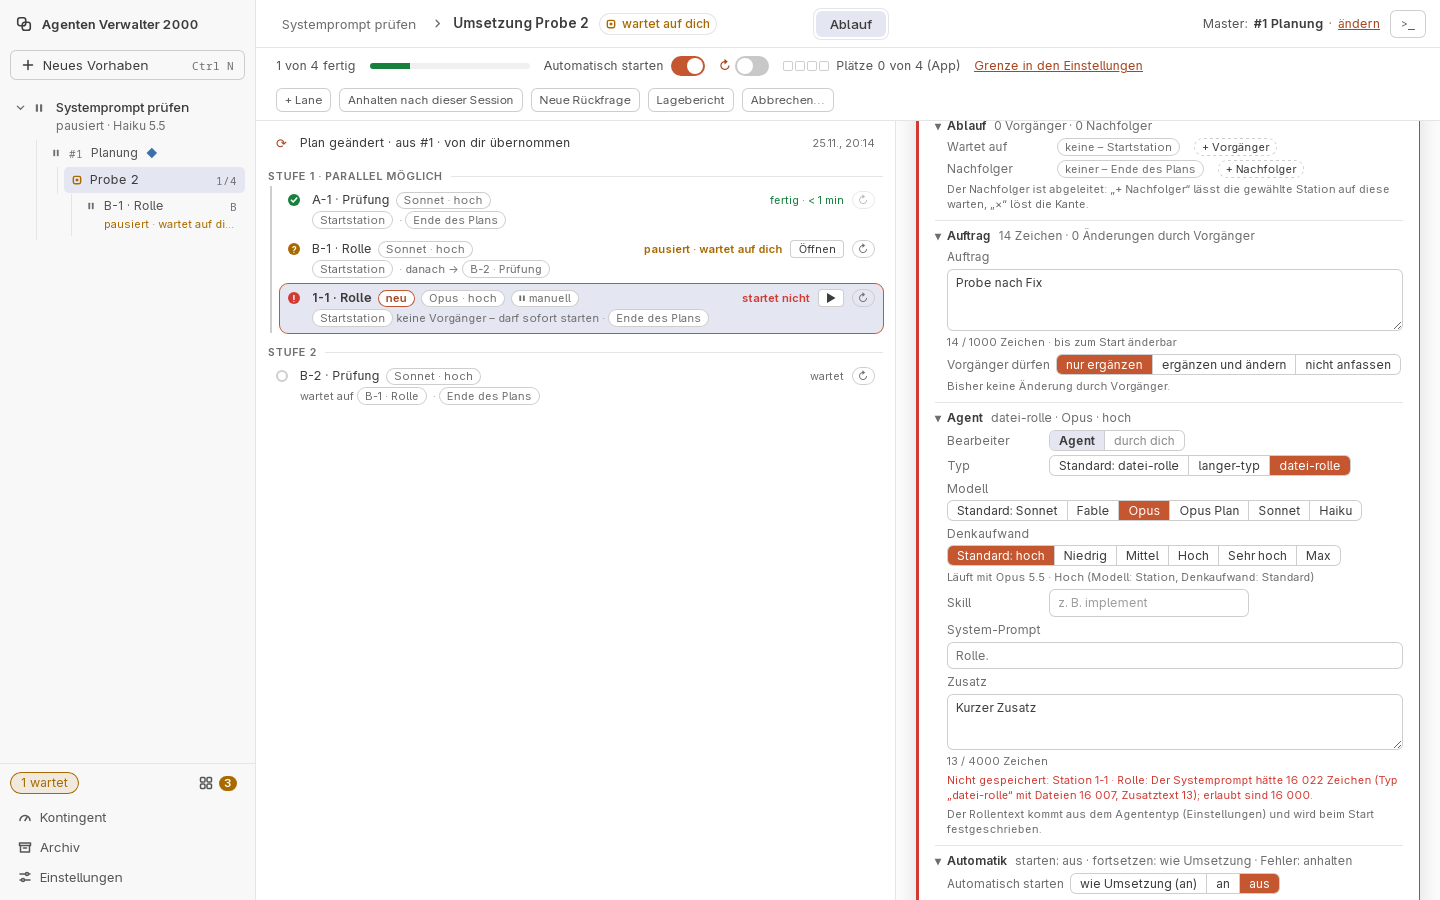 Agenten Verwalter 2000
Neues Vorhaben Ctrl N
Systemprompt prüfen
pausiert · Haiku 5.5
#1 Planung
Probe 2 1/4
B-1 · Rolle B
pausiert · wartet auf di…
1 wartet 3
Kontingent
Archiv
Einstellungen
Systemprompt prüfen Umsetzung Probe 2 wartet auf dich
Ablauf
Master: #1 Planung · ändern >_
1 von 4 fertig Automatisch starten Plätze 0 von 4 (App) Grenze in den Einstellungen
+ Lane Anhalten nach dieser Session Neue Rückfrage Lagebericht Abbrechen…
Plan geändert · aus #1 · von dir übernommen 25.11., 20:14
STUFE 1 · PARALLEL MÖGLICH
A-1 · Prüfung Sonnet · hoch fertig · < 1 min
Startstation · Ende des Plans
B-1 · Rolle Sonnet · hoch pausiert · wartet auf dich Öffnen
Startstation · danach → B-2 · Prüfung
1-1 · Rolle neu Opus · hoch manuell startet nicht
Startstation keine Vorgänger – darf sofort starten · Ende des Plans
STUFE 2
B-2 · Prüfung Sonnet · hoch wartet
wartet auf B-1 · Rolle · Ende des Plans
Ablauf 0 Vorgänger · 0 Nachfolger
Wartet auf keine – Startstation + Vorgänger
Nachfolger keiner – Ende des Plans + Nachfolger
Der Nachfolger ist abgeleitet: „+ Nachfolger“ lässt die gewählte Station auf diese
warten, „×“ löst die Kante.
Auftrag 14 Zeichen · 0 Änderungen durch Vorgänger
Auftrag
Probe nach Fix
14 / 1000 Zeichen · bis zum Start änderbar
Vorgänger dürfen nur ergänzen ergänzen und ändern nicht anfassen
Bisher keine Änderung durch Vorgänger.
Agent datei-rolle · Opus · hoch
Bearbeiter Agent durch dich
Typ Standard: datei-rolle langer-typ datei-rolle
Modell
Standard: Sonnet Fable Opus Opus Plan Sonnet Haiku
Denkaufwand
Standard: hoch Niedrig Mittel Hoch Sehr hoch Max
Läuft mit Opus 5.5 · Hoch (Modell: Station, Denkaufwand: Standard)
Skill z. B. implement
System-Prompt
Rolle.
Zusatz
Kurzer Zusatz
13 / 4000 Zeichen
Nicht gespeichert: Station 1-1 · Rolle: Der Systemprompt hätte 16 022 Zeichen (Typ
„datei-rolle“ mit Dateien 16 007, Zusatztext 13); erlaubt sind 16 000.
Der Rollentext kommt aus dem Agententyp (Einstellungen) und wird beim Start
festgeschrieben.
Automatik starten: aus · fortsetzen: wie Umsetzung · Fehler: anhalten
Automatisch starten wie Umsetzung (an) an aus